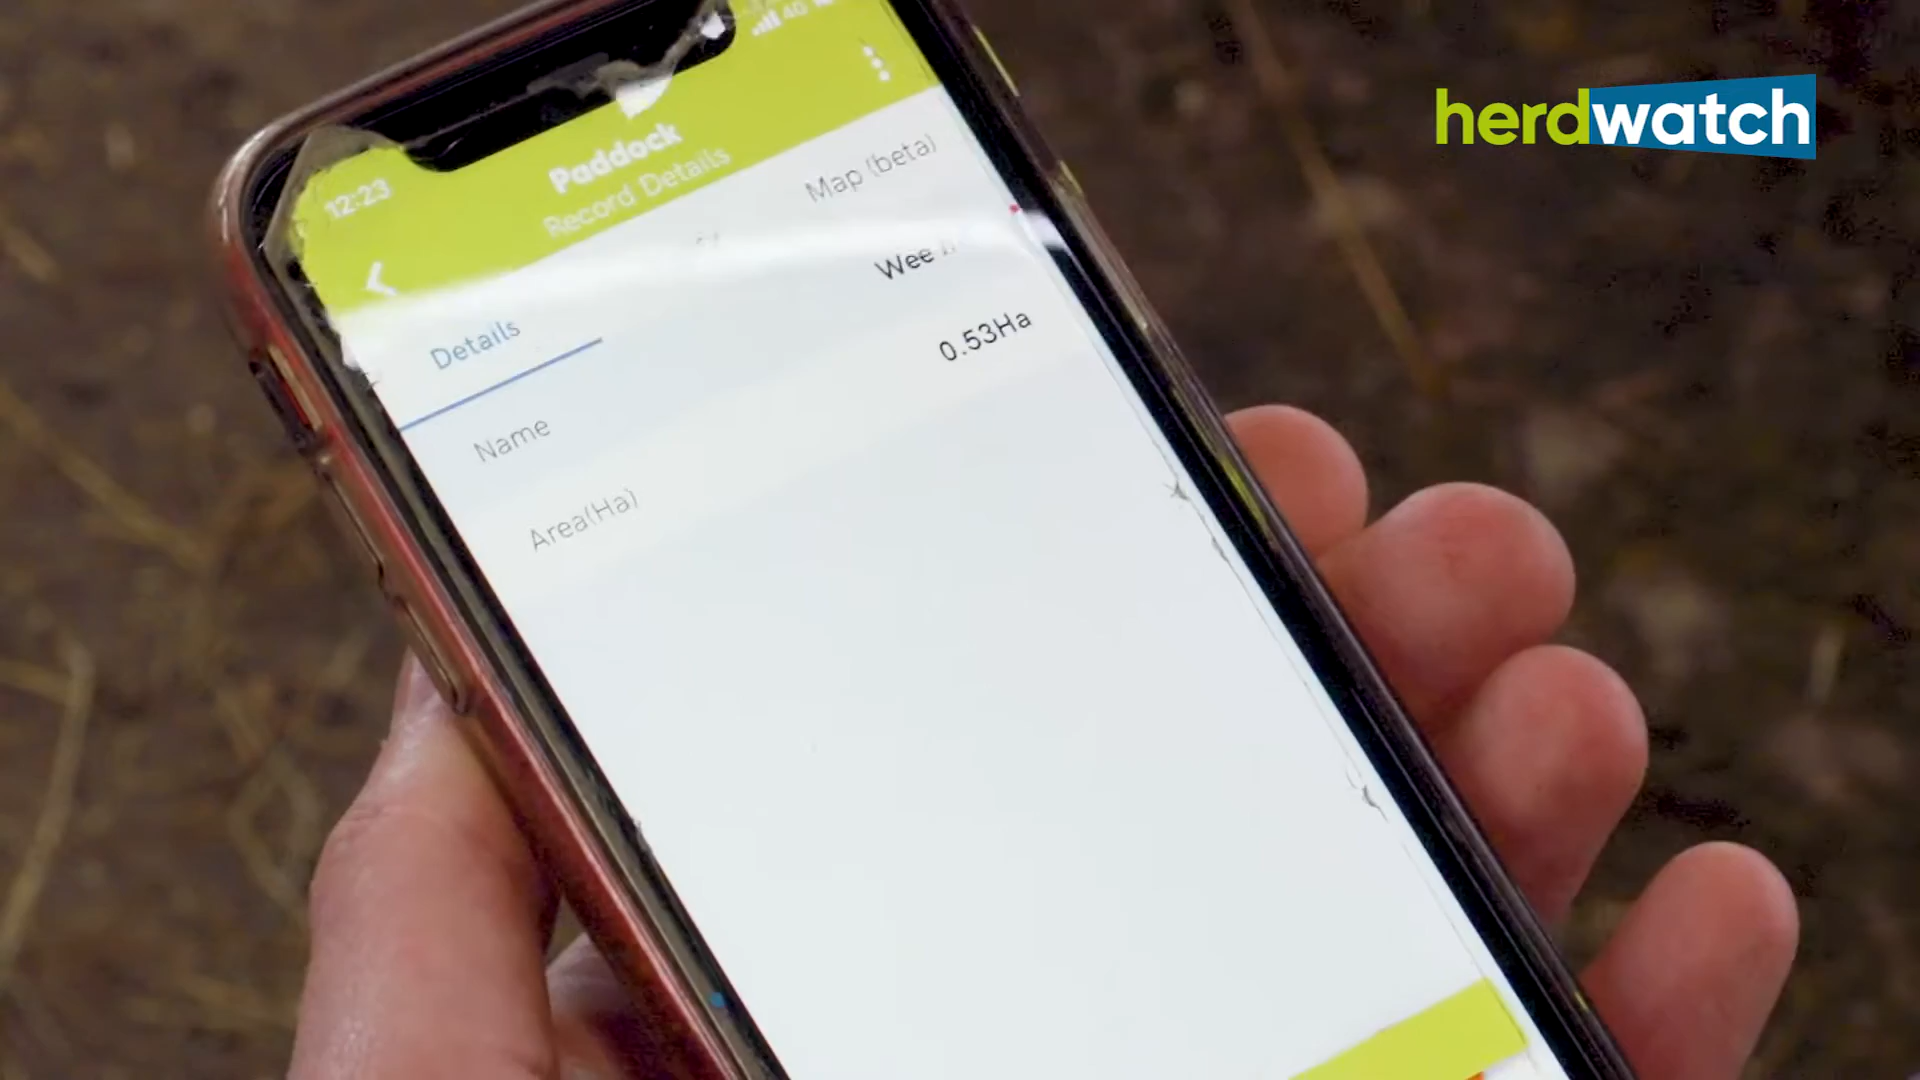 herdwatch
12:23
Paddock
Record Details
Details
Map (beta)
Name
Wee
Area(Ha)
0.53Ha